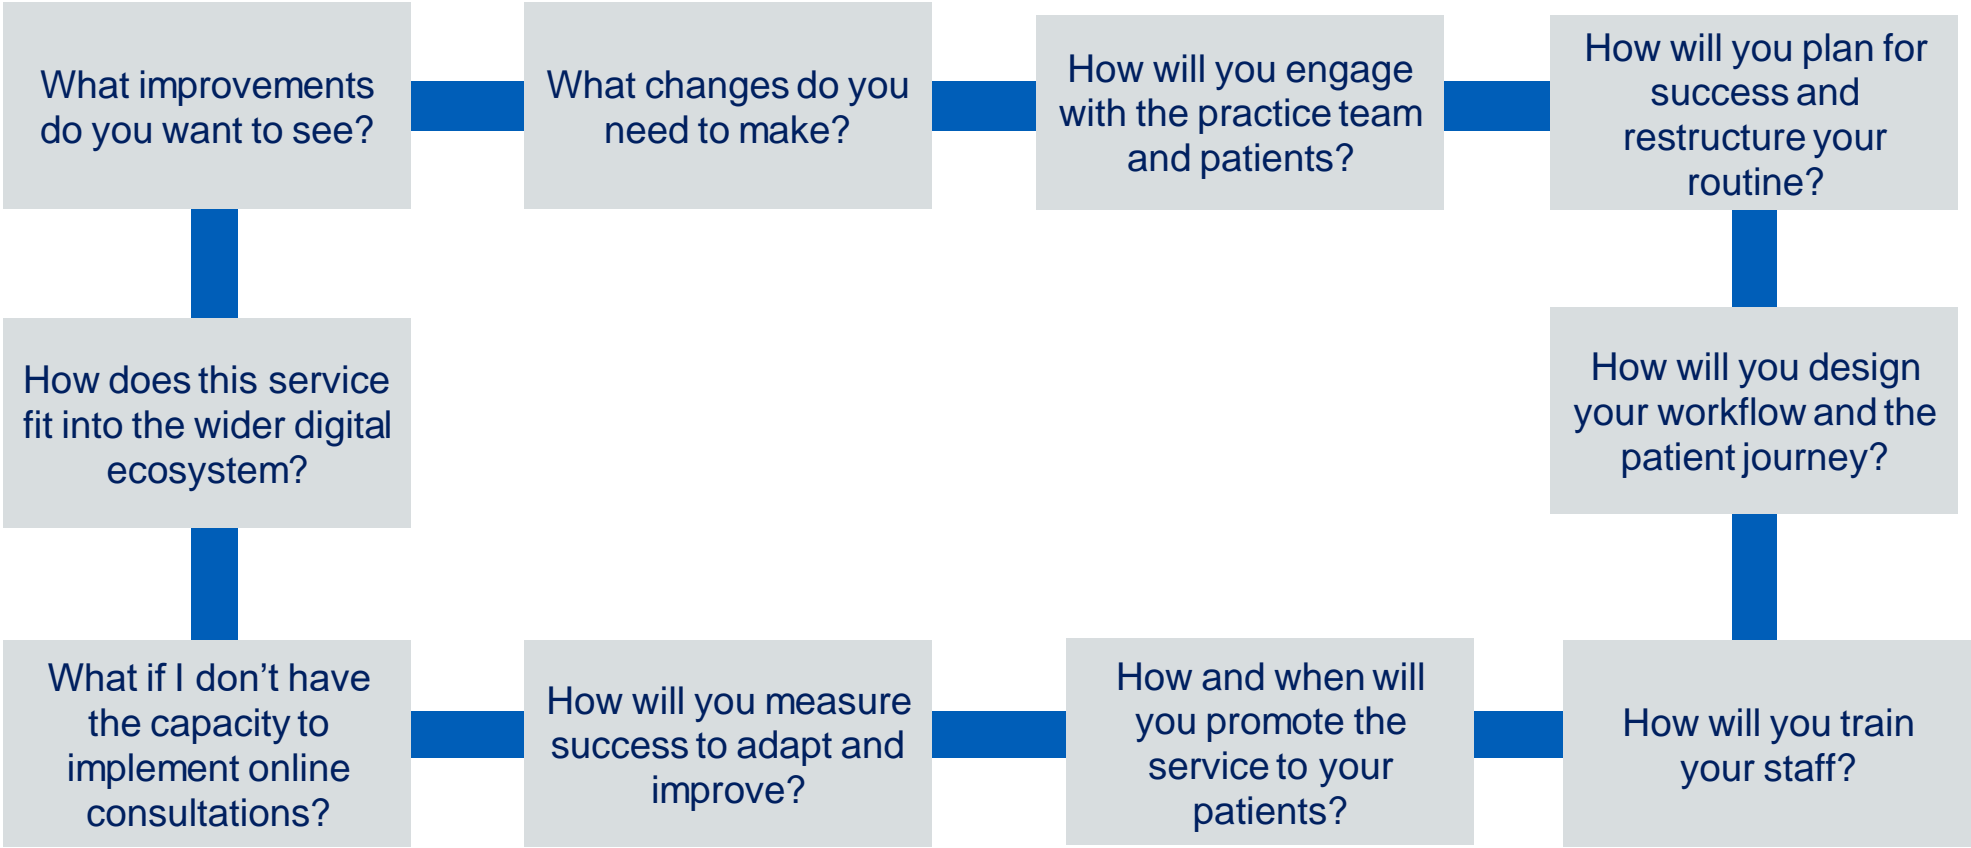 What improvements
do you want to see?
What changes do you
need to make?
How will you engage
with the practice team
and patients?
How will you plan for
success and
restructure your
routine?
How does this service
fit into the wider digital
ecosystem?
How will you design
your workflow and the
patient journey?
What if I don’t have
the capacity to
implement online
consultations?
How will you measure
success to adapt and
improve?
How and when will
you promote the
service to your
patients?
How will you train
your staff?